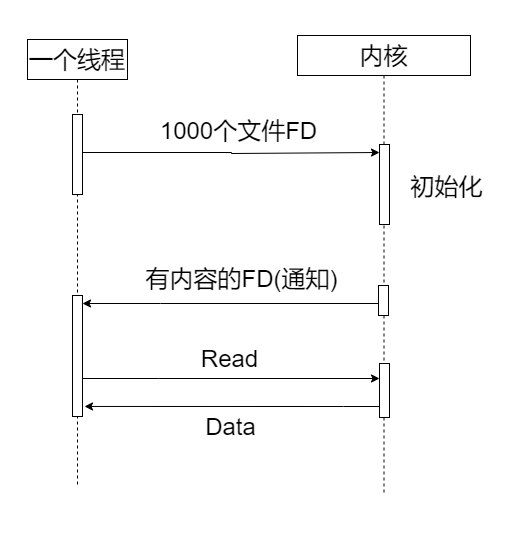 一个线程
内核
1000个文件FD
初始化
有内容的FD(通知)
Read
Data